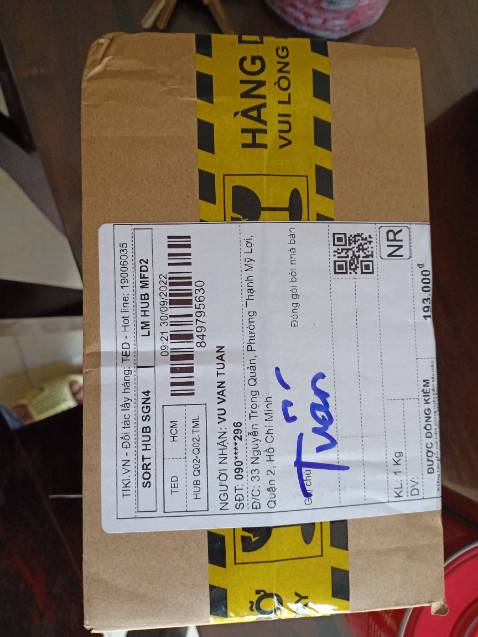 HÀNG D
VUI LÒNG
TIKI.VN - Đối tác lấy hàng: TED - Hot line: 19006035
SORT HUB SGN4
LM HUB MFD2
09:21 30/09/2022
TED
HCM
HUB Q02-Q02.TML
849795630
NGƯỜI NHẬN: VU VAN TUAN
SĐT: 090****296
Đ/C: 33 Nguyễn Trọng Quản, Phường Thạnh Mỹ Lợi,
Quận 2, Hồ Chí Minh
Đóng gói bởi nhà bán
Ghi chú
Tuấn
NR
KL: 1 Kg
DV:
ĐƯỢC ĐỒNG KIỂM
193.000đ